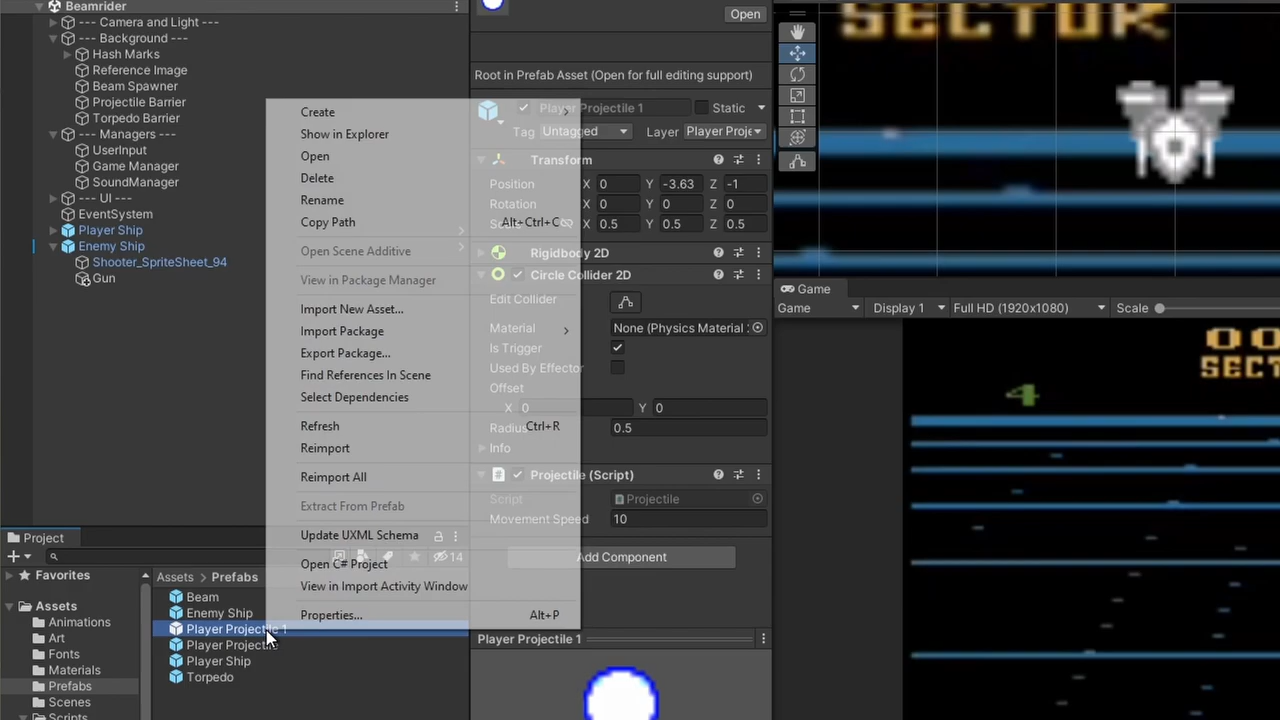 Beamrider
--- Camera and Light ---
--- Background ---
Hash Marks
Reference Image
Beam Spawner
Projectile Barrier
Torpedo Barrier
--- Managers ---
UserInput
Game Manager
SoundManager
--- UI ---
EventSystem
Player Ship
Enemy Ship
Shooter_SpriteSheet_94
Gun
Create
Show in Explorer
Open
Delete
Rename
Copy Path Alt+Ctrl+C
Open Scene Additive
View in Package Manager
Import New Asset...
Import Package
Export Package...
Find References In Scene
Select Dependencies
Refresh Ctrl+R
Reimport
Reimport All
Extract From Prefab
Update UXML Schema
Open C# Project
View in Import Activity Window
Properties... Alt+P
Open
Root in Prefab Asset (Open for full editing support)
Player Projectile 1 Static
Tag Untagged Layer Player Proje
Transform
Position X 0 Y -3.63 Z -1
Rotation X 0 Y 0 Z 0
X 0.5 Y 0.5 Z 0.5
Rigidbody 2D
Circle Collider 2D
Edit Collider
Material None (Physics Material 2
Is Trigger
Used By Effector
Offset
X 0 Y 0
Radius 0.5
Info
Projectile (Script)
Script Projectile
Movement Speed 10
Add Component
Player Projectile 1
Project
14
Favorites
Assets
Animations
Art
Fonts
Materials
Prefabs
Scenes
Scripts
Assets > Prefabs
Beam
Enemy Ship
Player Projectile 1
Player Projectile
Player Ship
Torpedo
SECTOR
Game
Game Display 1 Full HD (1920x1080) Scale
00
SECT